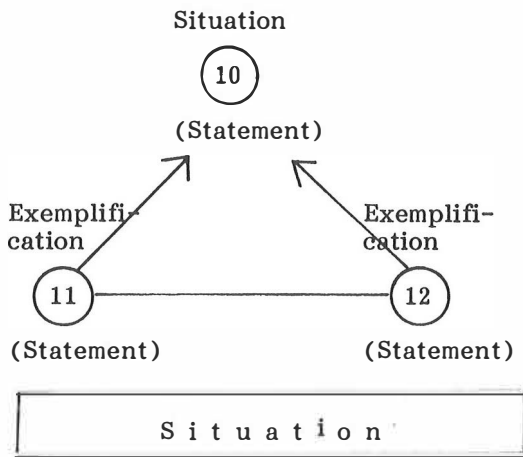 Situation
10
(Statement)
Exemplifi- Exemplifi-
cation cation
11 12
(Statement) (Statement)
Situation